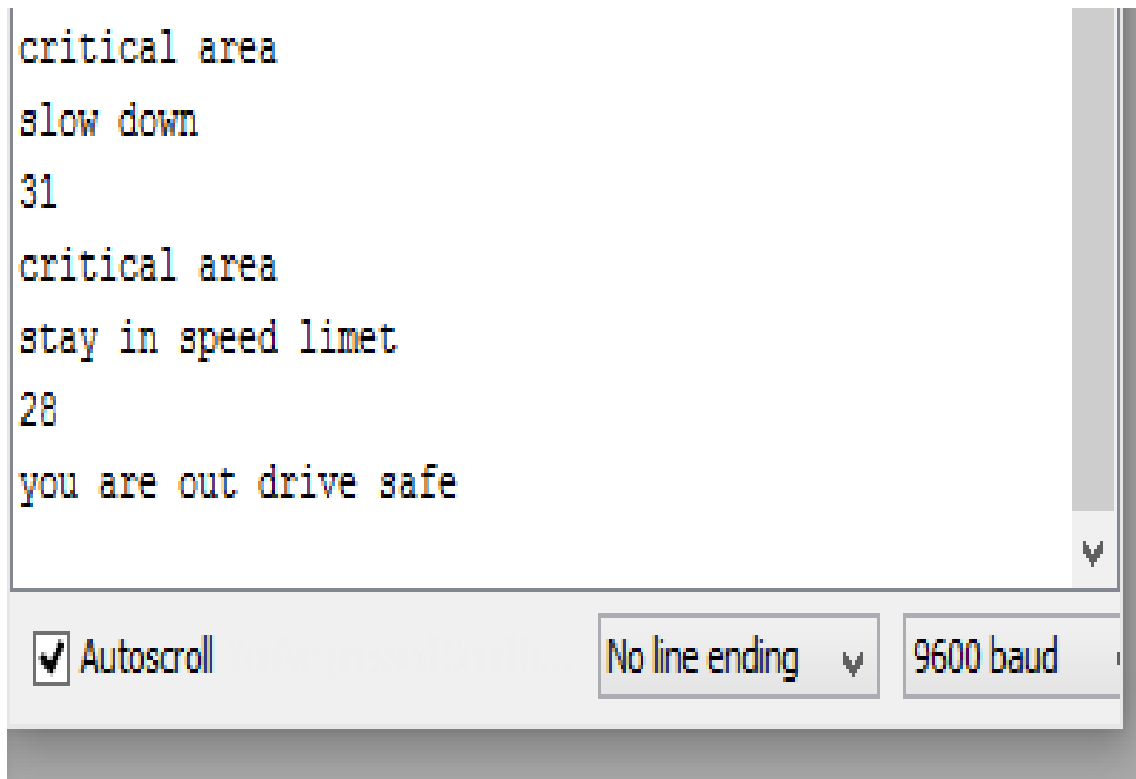 critical area
slow down
31
critical area
stay in speed limet
28
you are out drive safe
Autoscroll
No line ending
9600 baud